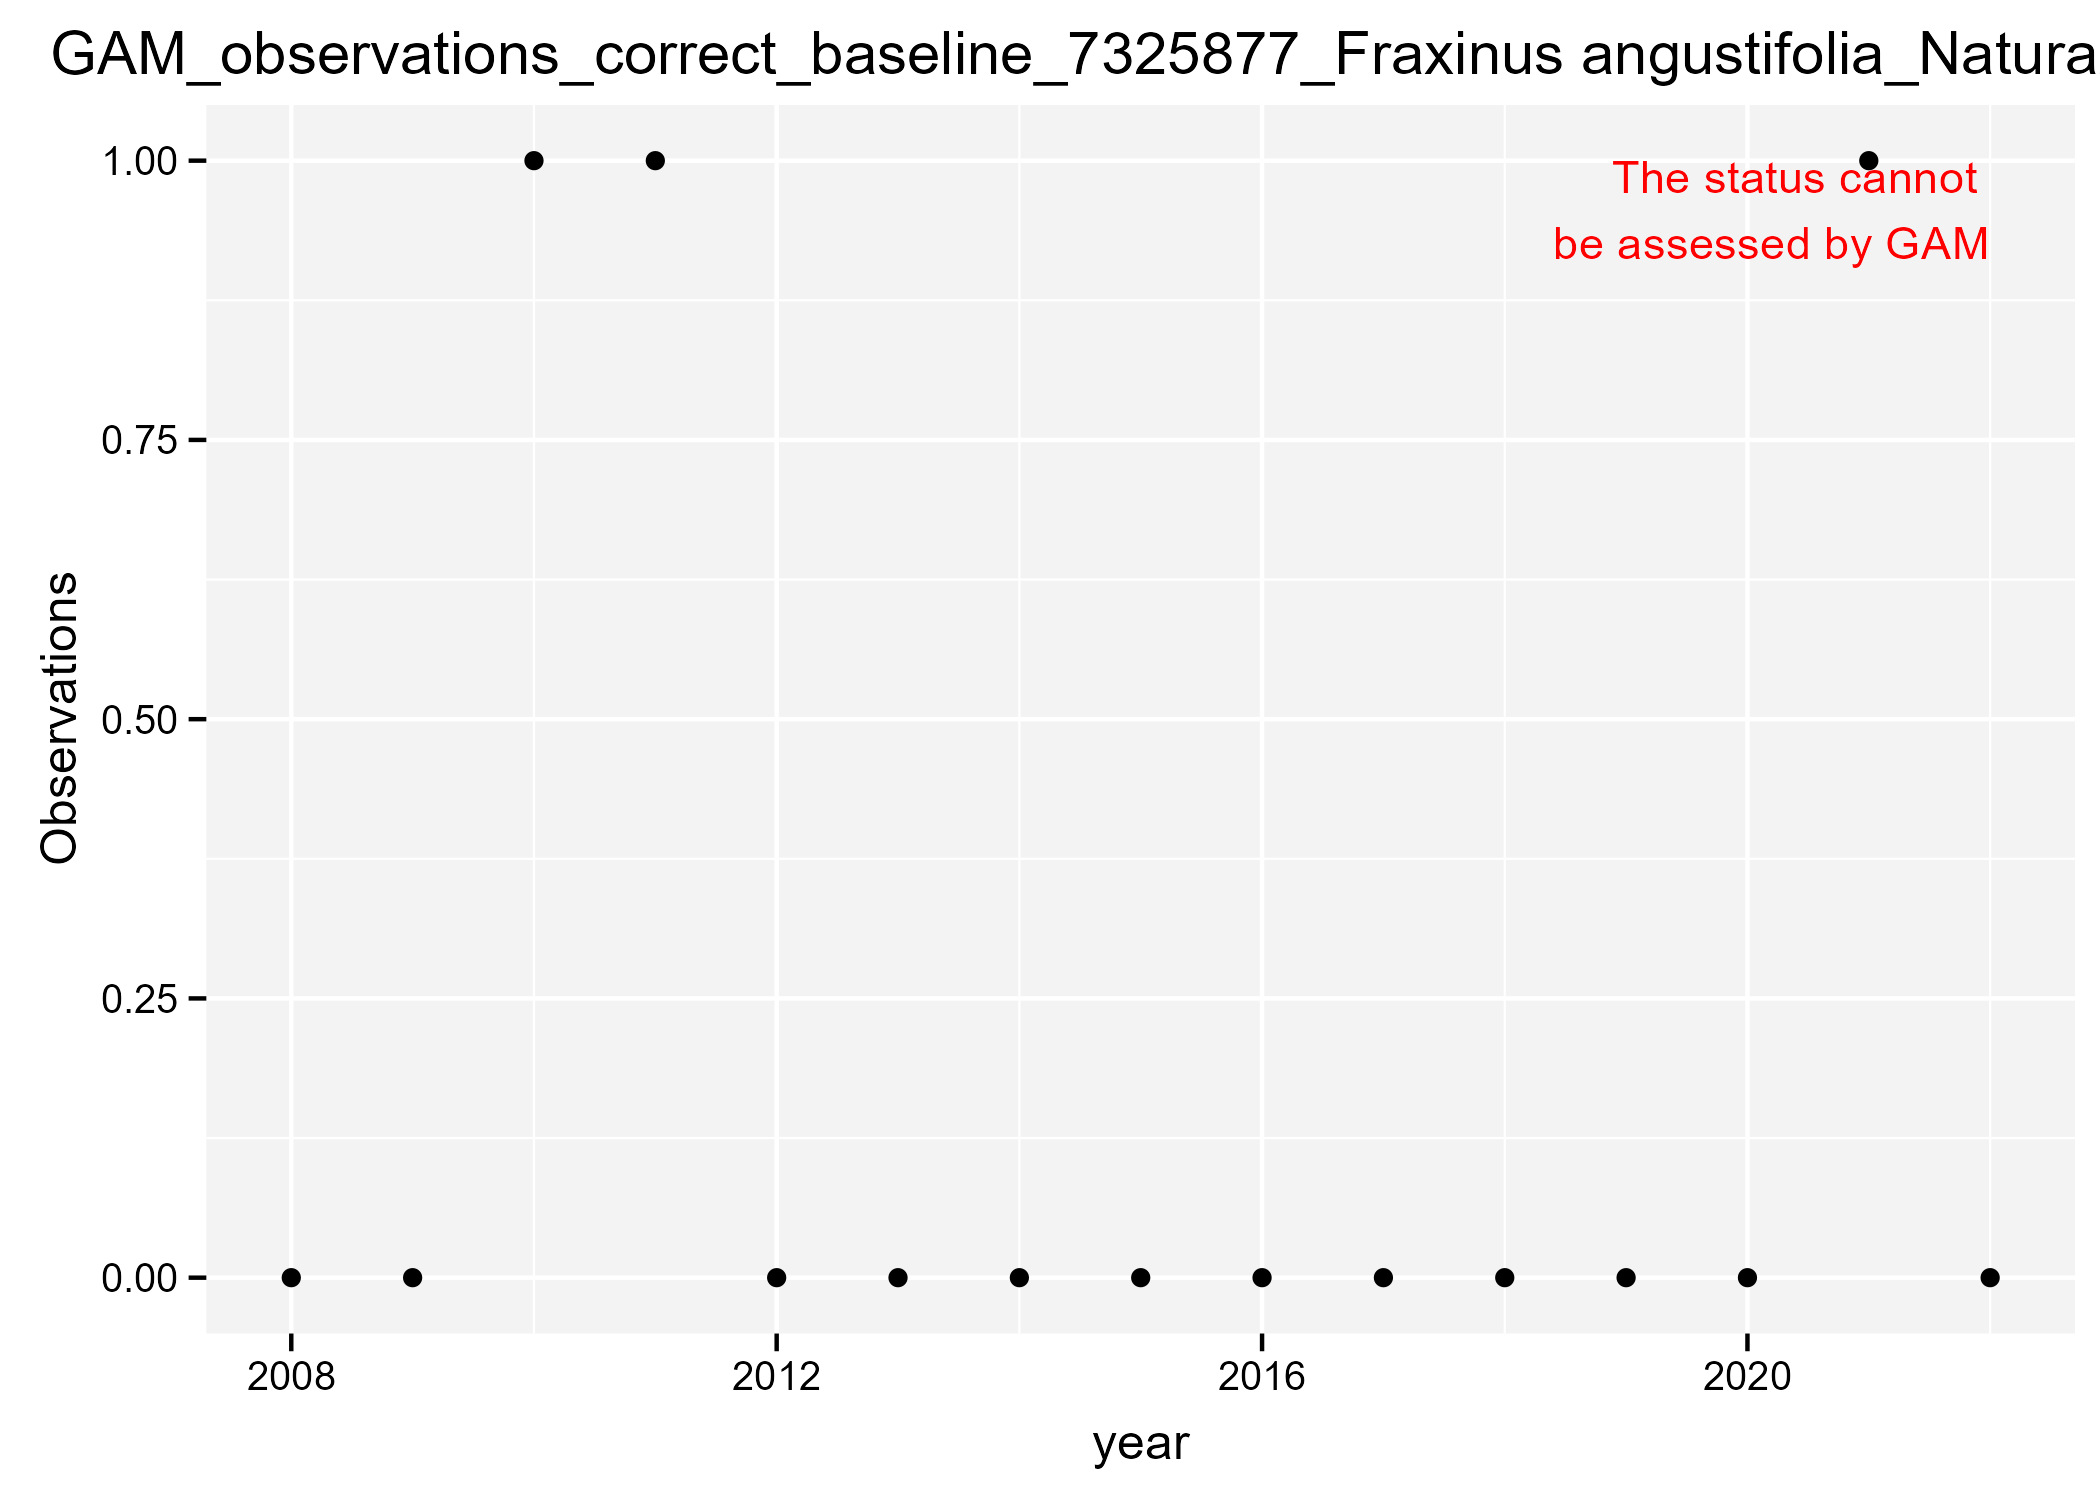 GAM_observations_correct_baseline_7325877_Fraxinus angustifolia_Natura
1.00
The status cannot
be assessed by GAM
0.75
0.50
0.25
0.00
Observations
2008 2012 2016 2020
year